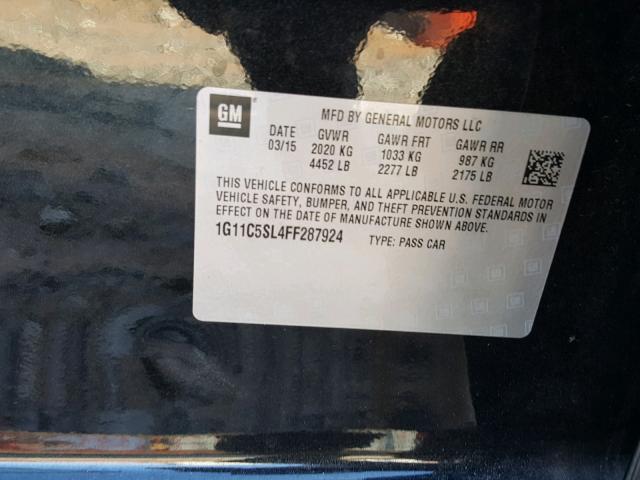 GM
MFD BY GENERAL MOTORS LLC
DATE GVWR GAWR FRT GAWR RR
03/15 2020 KG 1033 KG 987 KG
4452 LB 2277 LB 2175 LB
THIS VEHICLE CONFORMS TO ALL APPLICABLE U.S. FEDERAL MOTOR
VEHICLE SAFETY, BUMPER, AND THEFT PREVENTION STANDARDS IN
EFFECT ON THE DATE OF MANUFACTURE SHOWN ABOVE.
1G11C5SL4FF287924 TYPE: PASS CAR